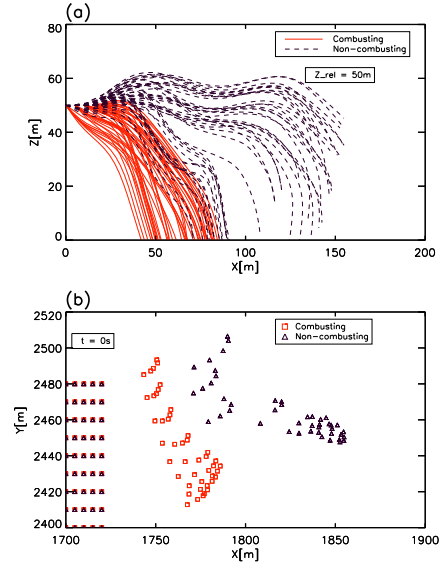 (a)
80
60
40
20
0
Z[m]
Combusting
Non-combusting
Z_rel = 50m
0 50 100 150 200
X[m]
(b)
2520
2500
2480
2460
2440
2420
2400
Y[m]
t = 0s
Combusting
Non-combusting
1700 1750 1800 1850 1900
X[m]